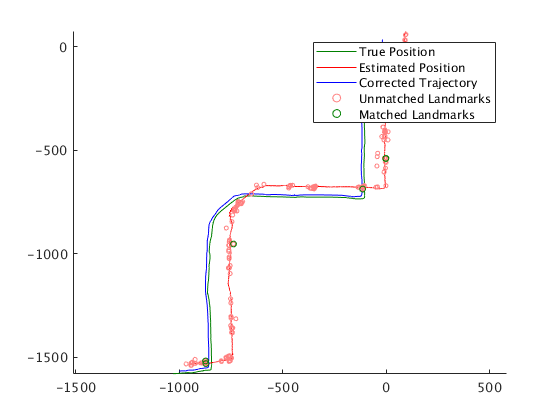 0
True Position
Estimated Position
Corrected Trajectory
Unmatched Landmarks
Matched Landmarks
-500
-1000
-1500
-1500 -1000 -500 0 500